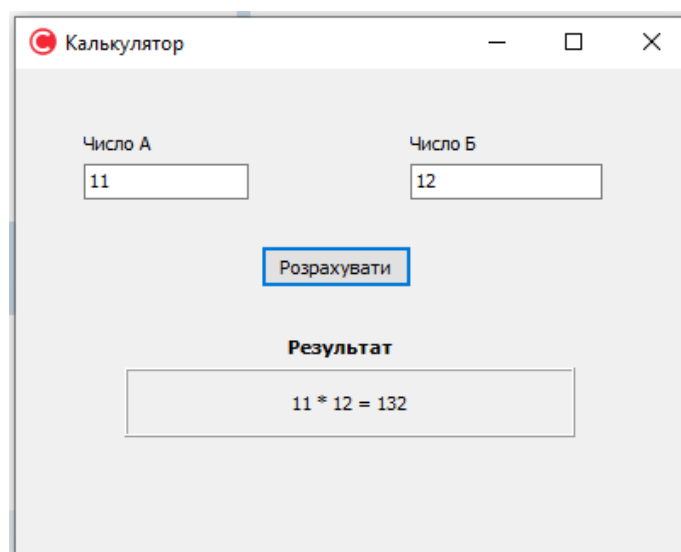 Калькулятор
Число А
Число Б
11
12
Розрахувати
Результат
11 * 12 = 132